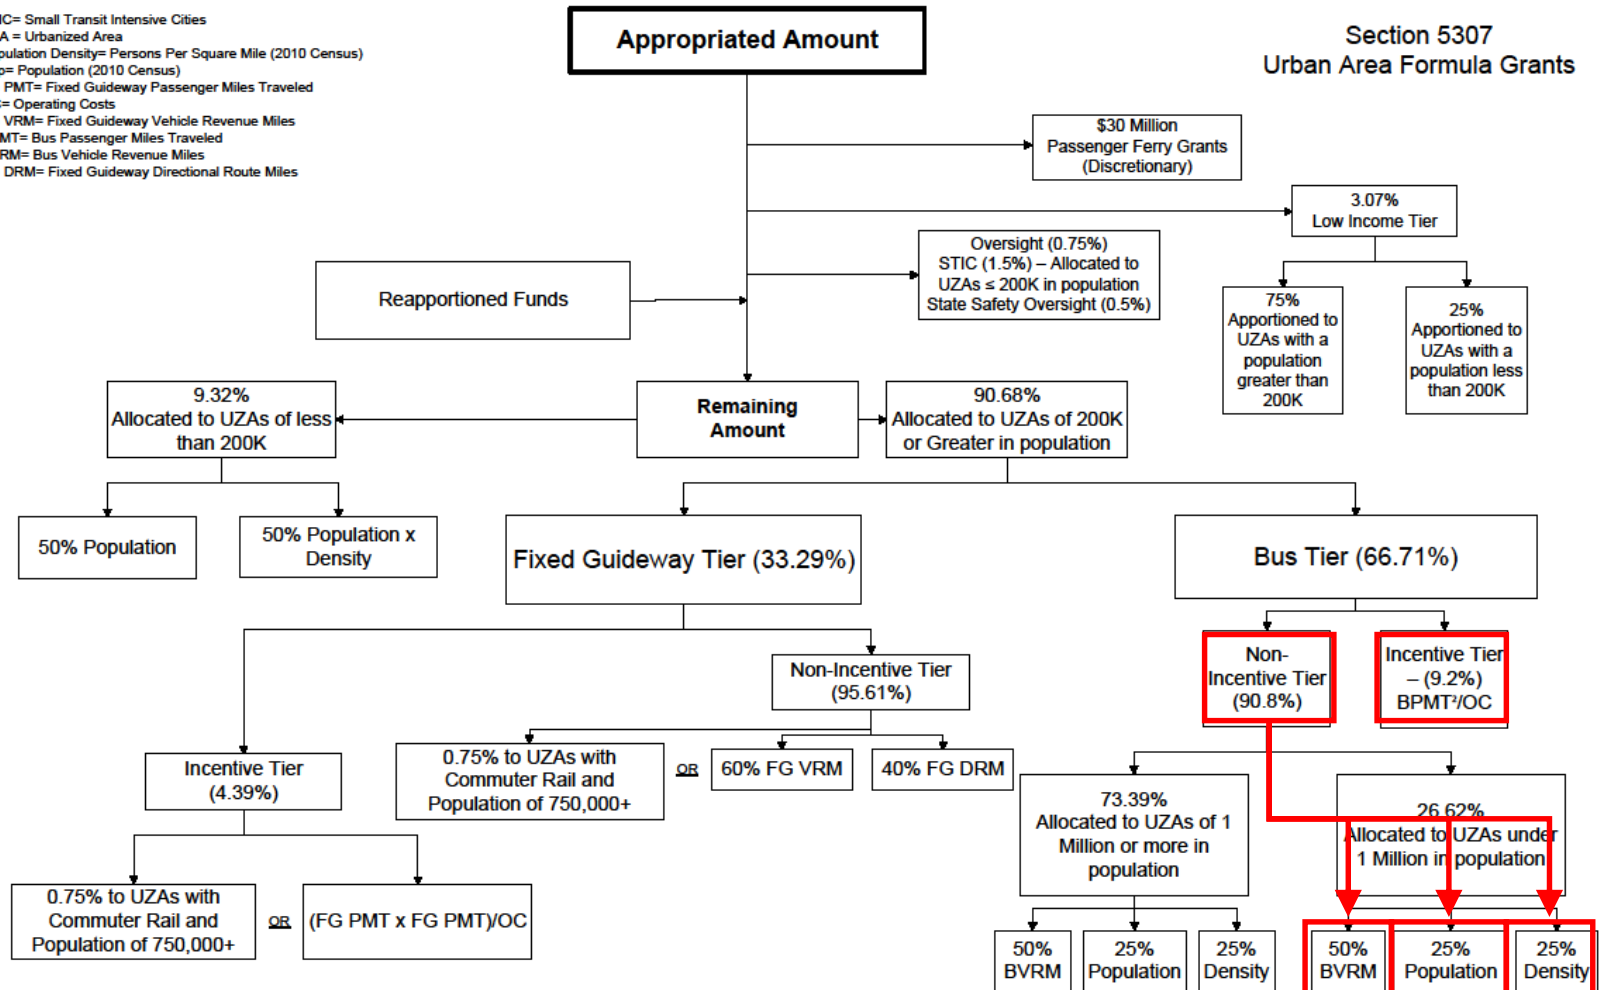 IC= Small Transit Intensive Cities
A = Urbanized Area
pulation Density= Persons Per Square Mile (2010 Census)
p= Population (2010 Census)
PMT= Fixed Guideway Passenger Miles Traveled
= Operating Costs
VRM= Fixed Guideway Vehicle Revenue Miles
MT= Bus Passenger Miles Traveled
RM= Bus Vehicle Revenue Miles
DRM= Fixed Guideway Directional Route Miles
Appropriated Amount
Section 5307
Urban Area Formula Grants
$30 Million
Passenger Ferry Grants
(Discretionary)
3.07%
Low Income Tier
Oversight (0.75%)
STIC (1.5%) – Allocated to
UZAs ≤ 200K in population
State Safety Oversight (0.5%)
Reapportioned Funds
75%
Apportioned to
UZAs with a
population
greater than
200K
25%
Apportioned to
UZAs with a
population less
than 200K
9.32%
Allocated to UZAs of less
than 200K
Remaining
Amount
90.68%
Allocated to UZAs of 200K
or Greater in population
50% Population
50% Population x
Density
Fixed Guideway Tier (33.29%)
Bus Tier (66.71%)
Non-Incentive Tier
(95.61%)
Non-
Incentive Tier
(90.8%)
Incentive Tier
– (9.2%)
BPMT²/OC
Incentive Tier
(4.39%)
0.75% to UZAs with
Commuter Rail and
Population of 750,000+
OR
60% FG VRM
40% FG DRM
73.39%
Allocated to UZAs of 1
Million or more in
population
26.62%
Allocated to UZAs under
1 Million in population
0.75% to UZAs with
Commuter Rail and
Population of 750,000+
OR
(FG PMT x FG PMT)/OC
50%
BVRM
25%
Population
25%
Density
50%
BVRM
25%
Population
25%
Density